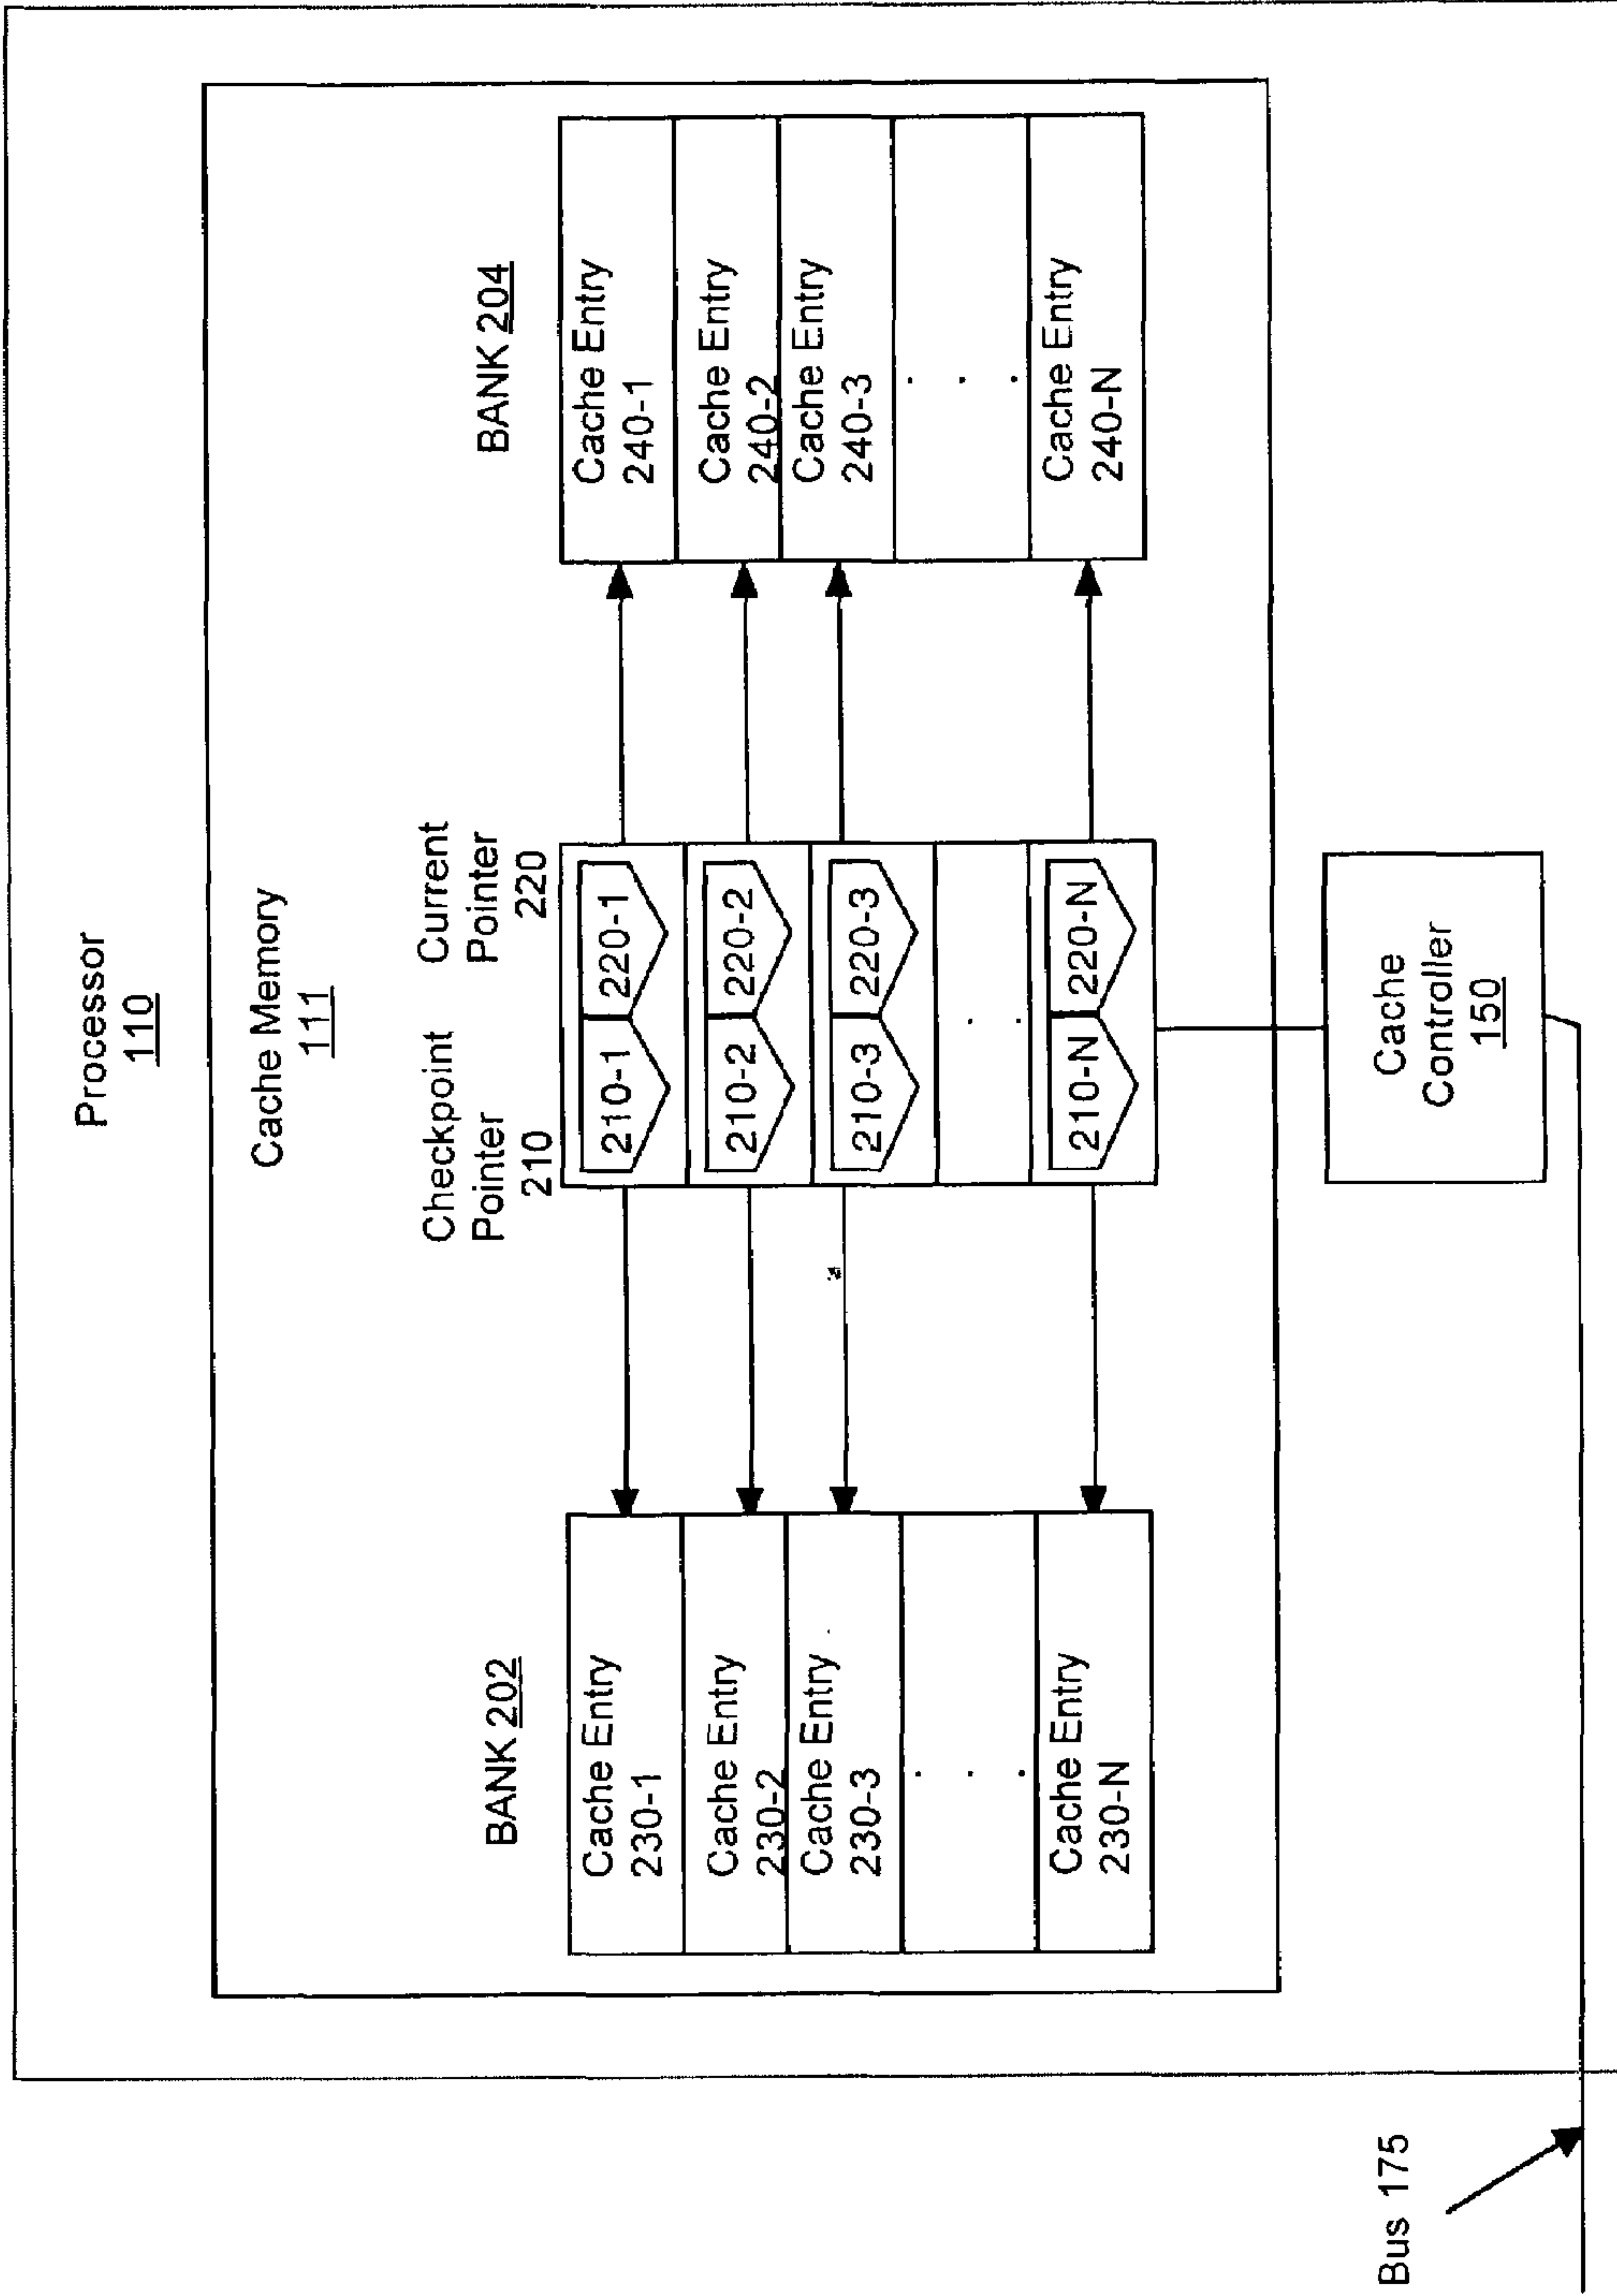 Processor
110
Cache Memory
111
Checkpoint
Pointer
210
Current
Pointer
220
BANK 202
Cache Entry
230-1
Cache Entry
230-2
Cache Entry
230-3
. . .
Cache Entry
230-N
210-1
220-1
210-2
220-2
210-3
220-3
. .
210-N
220-N
BANK 204
Cache Entry
240-1
Cache Entry
240-2
Cache Entry
240-3
. . .
Cache Entry
240-N
Cache
Controller
150
Bus 175